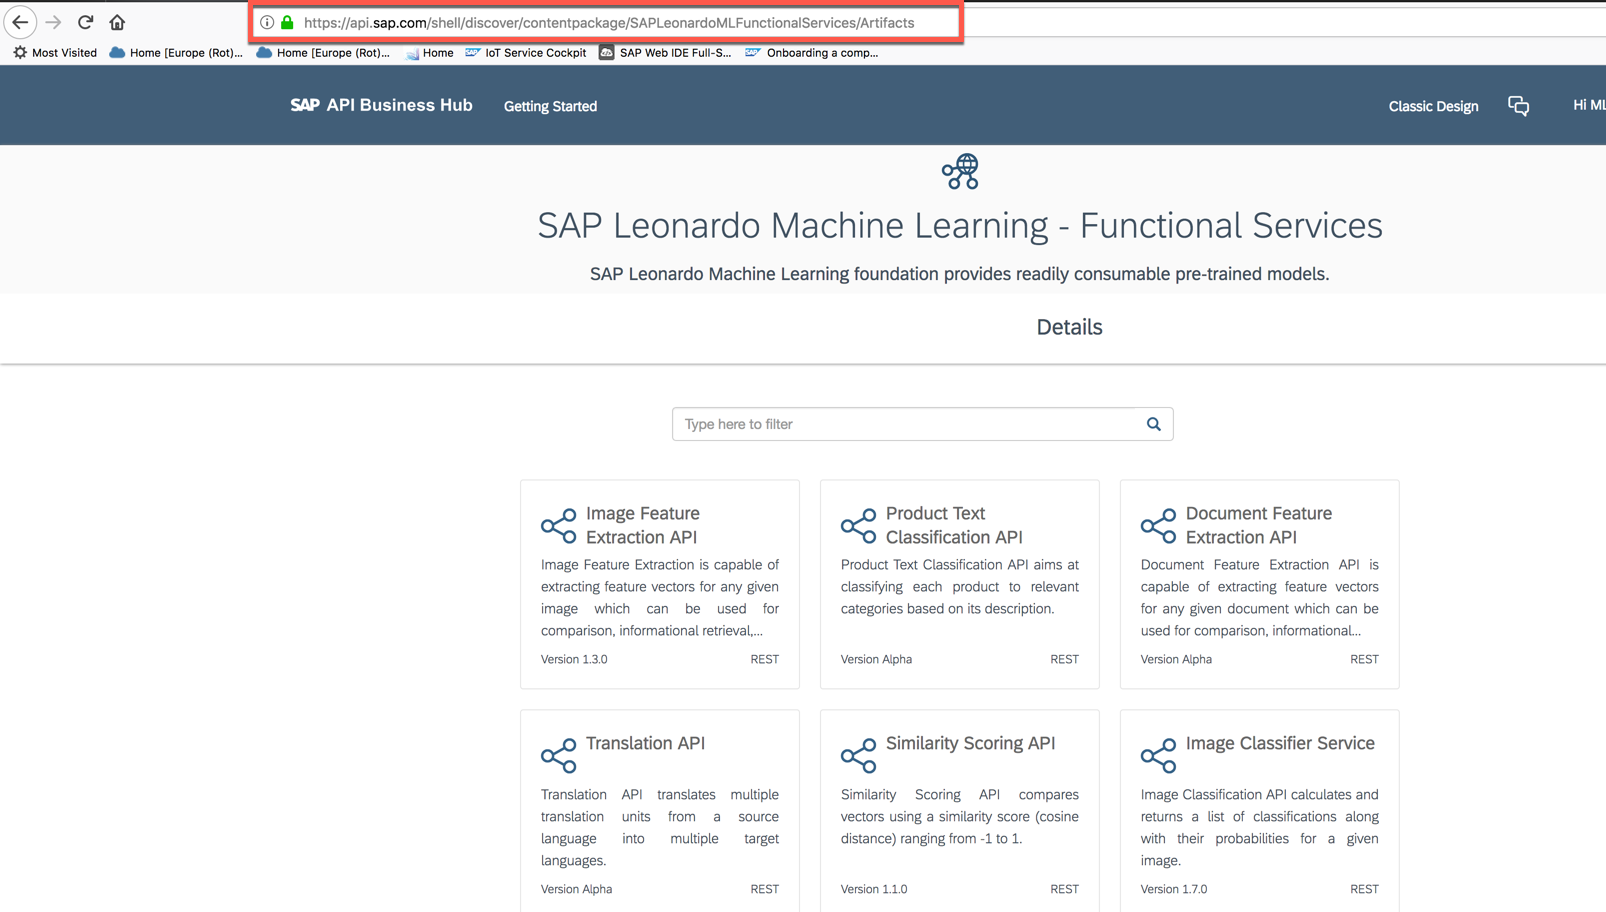 https://api.sap.com/shell/discover/contentpackage/SAPLeonardoMLFunctionalServices/Artifacts
Most Visited Home [Europe (Rot)... Home [Europe (Rot)... Home IoT Service Cockpit SAP Web IDE Full-S... Onboarding a comp...
SAP API Business Hub Getting Started Classic Design Hi ML
SAP Leonardo Machine Learning - Functional Services
SAP Leonardo Machine Learning foundation provides readily consumable pre-trained models.
Details
Type here to filter
Image Feature
Extraction API
Image Feature Extraction is capable of
extracting feature vectors for any given
image which can be used for
comparison, informational retrieval,...
Version 1.3.0 REST
Product Text
Classification API
Product Text Classification API aims at
classifying each product to relevant
categories based on its description.
Version Alpha REST
Document Feature
Extraction API
Document Feature Extraction API is
capable of extracting feature vectors
for any given document which can be
used for comparison, informational...
Version Alpha REST
Translation API
Translation API translates multiple
translation units from a source
language into multiple target
languages.
Version Alpha REST
Similarity Scoring API
Similarity Scoring API compares
vectors using a similarity score (cosine
distance) ranging from -1 to 1.
Version 1.1.0 REST
Image Classifier Service
Image Classification API calculates and
returns a list of classifications along
with their probabilities for a given
image.
Version 1.7.0 REST